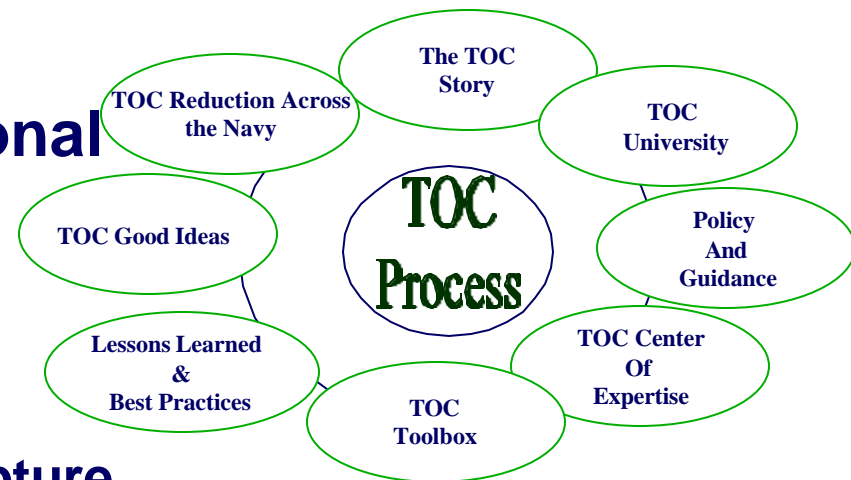 The TOC
Story
TOC Reduction Across
the Navy
onal
TOC
University
TOC
Process
TOC Good Ideas
Policy
And
Guidance
Lessons Learned
&
Best Practices
TOC Center
Of
Expertise
TOC
Toolbox